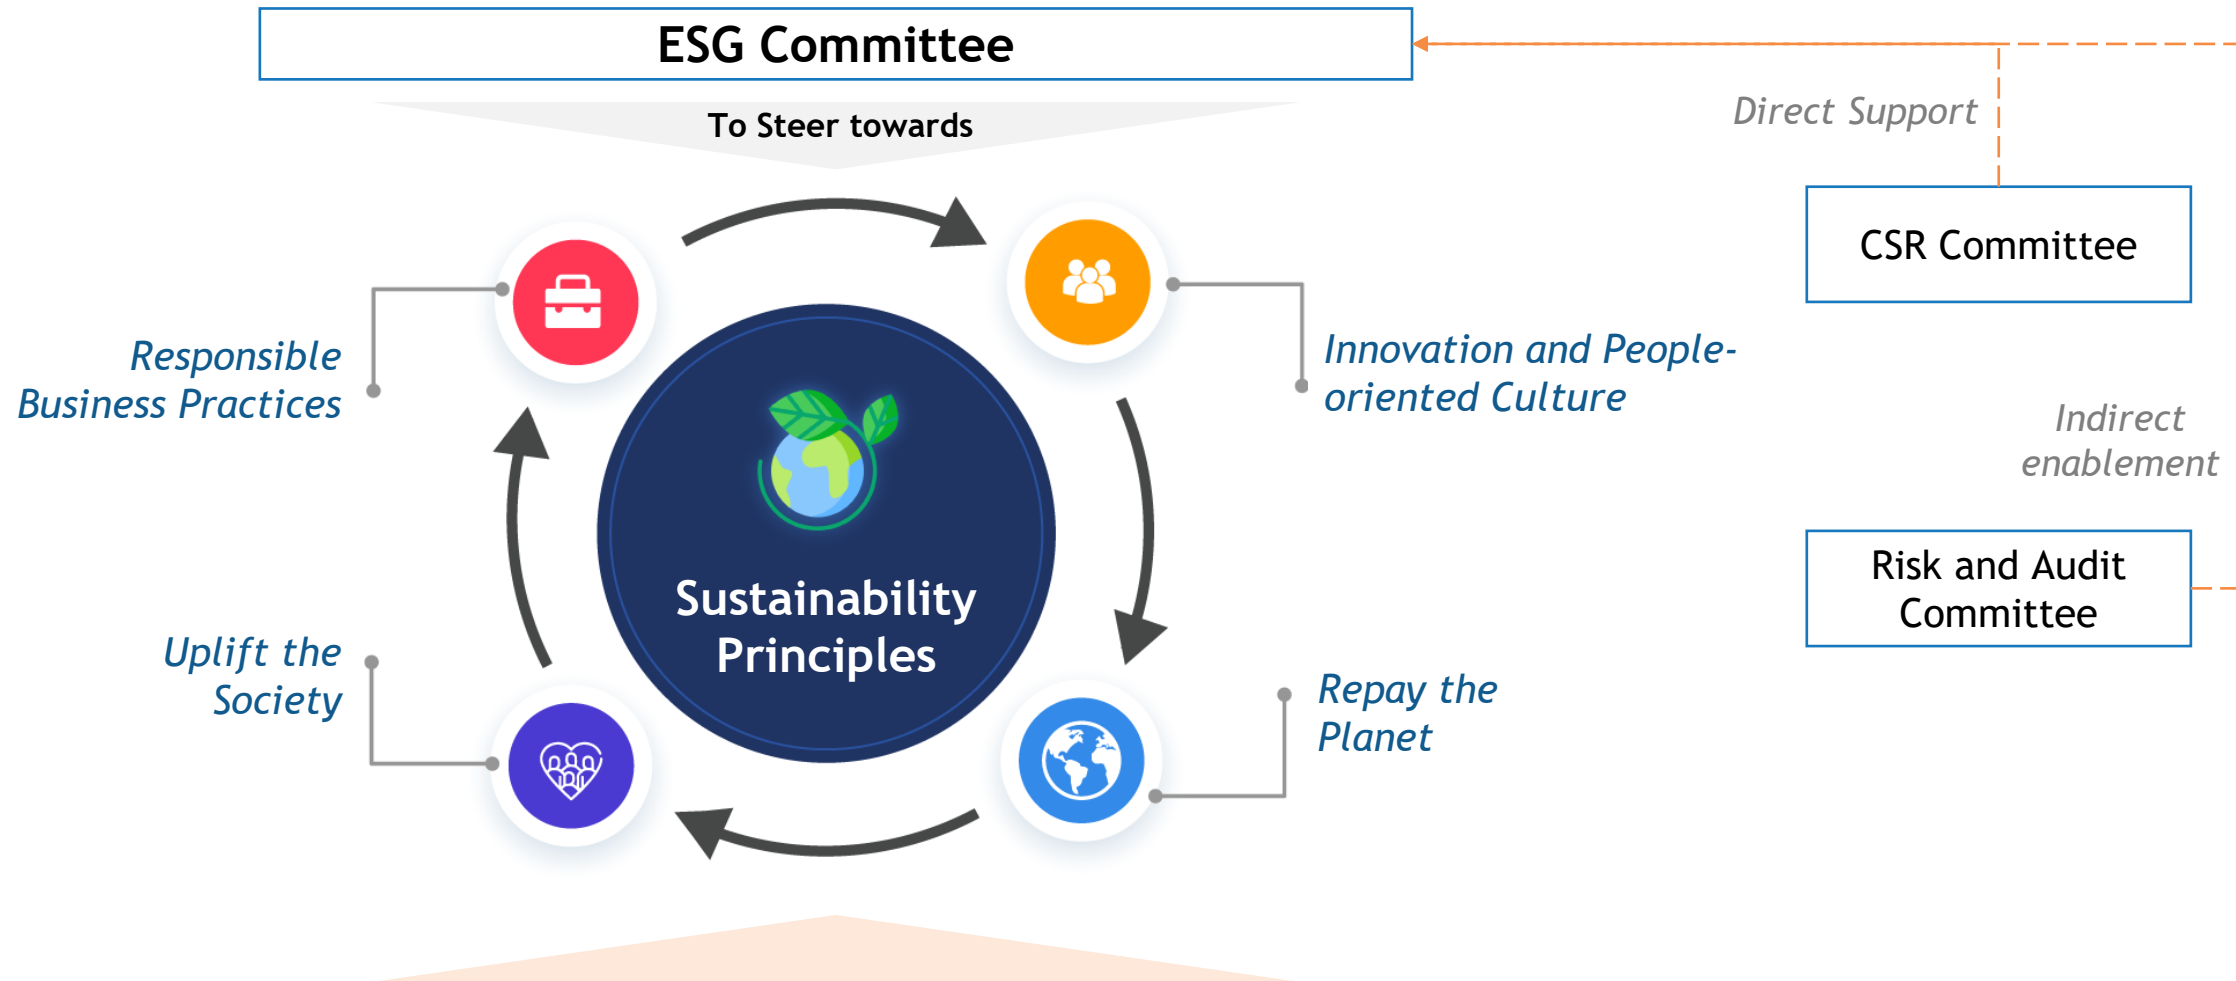 ESG Committee
To Steer towards
Direct Support
CSR Committee
Responsible
Business Practices
Innovation and People-
oriented Culture
Indirect
enablement
Sustainability
Principles
Risk and Audit
Committee
Uplift the
Society
Repay the
Planet